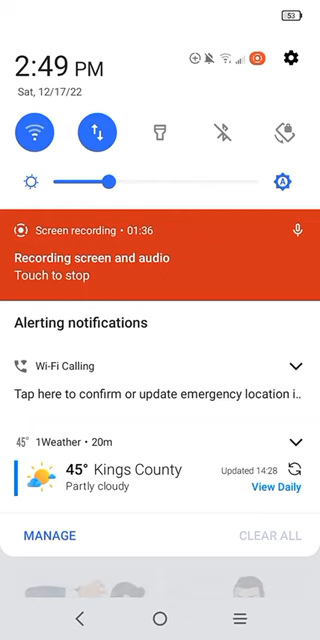 53
2:49 PM
Sat, 12/17/22
A
Screen recording • 01:36
Recording screen and audio
Touch to stop
Alerting notifications
Wi-Fi Calling
Tap here to confirm or update emergency location i..
45° 1Weather • 20m
45° Kings County
Updated 14:28
Partly cloudy
View Daily
MANAGE
CLEAR ALL